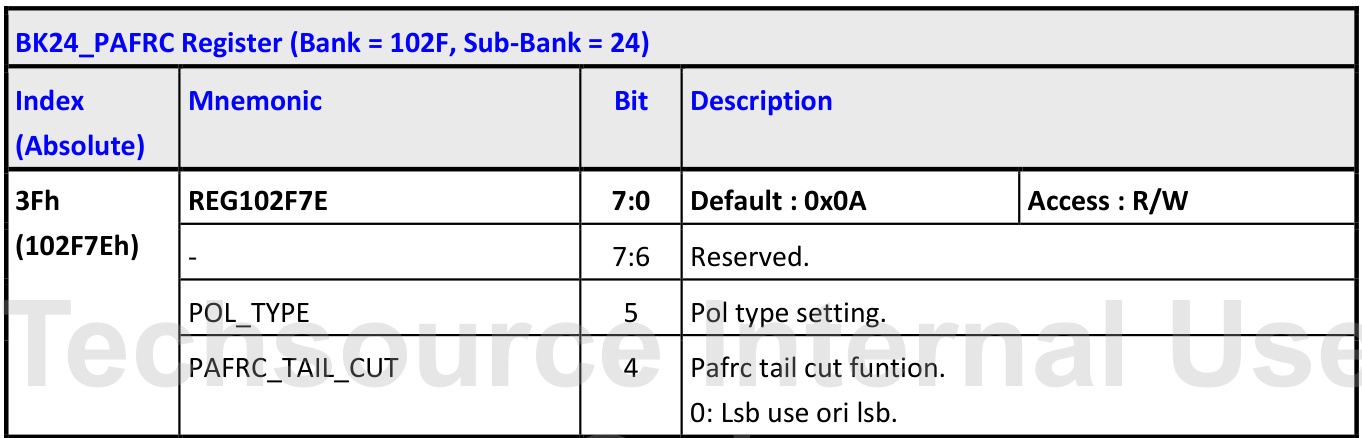 BK24_PAFRC Register (Bank = 102F, Sub-Bank = 24)
Index (Absolute) Mnemonic Bit Description
3Fh (102F7Eh) REG102F7E 7:0 Default : 0x0A Access : R/W
- 7:6 Reserved.
POL_TYPE 5 Pol type setting.
PAFRC_TAIL_CUT 4 Pafrc tail cut funtion.
0: Lsb use ori lsb.
Techsource Internal Use